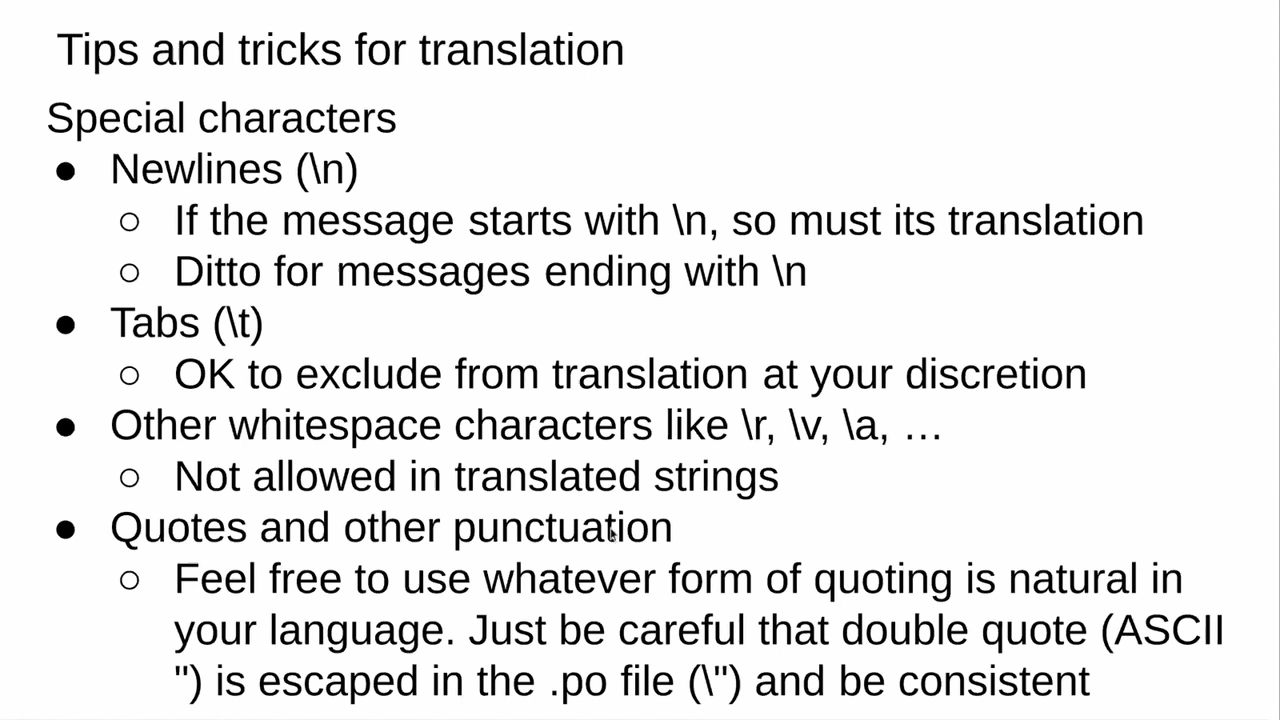 Tips and tricks for translation
Special characters
● Newlines (\n)
○ If the message starts with \n, so must its translation
○ Ditto for messages ending with \n
● Tabs (\t)
○ OK to exclude from translation at your discretion
● Other whitespace characters like \r, \v, \a, …
○ Not allowed in translated strings
● Quotes and other punctuation
○ Feel free to use whatever form of quoting is natural in
your language. Just be careful that double quote (ASCII
") is escaped in the .po file (\") and be consistent